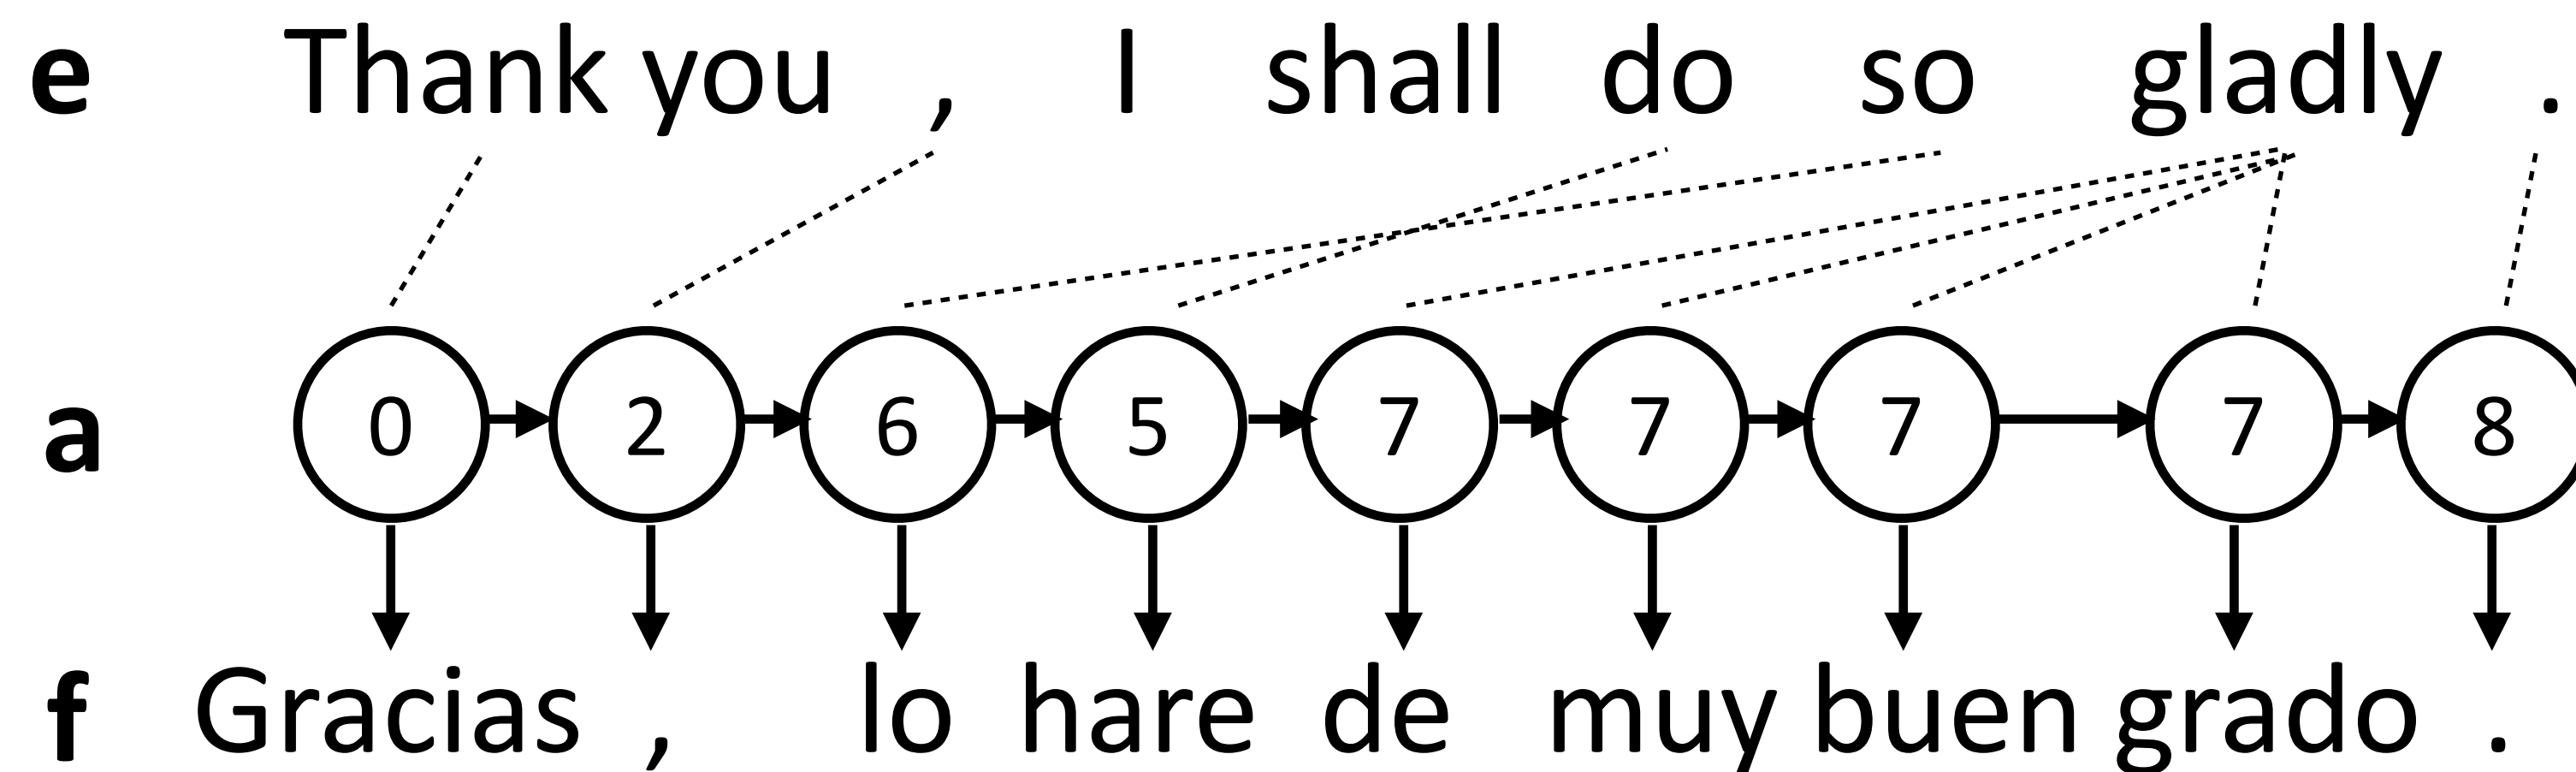 e Thank you , I shall do so gladly .
a 0 2 6 5 7 7 7 7 8
f Gracias , lo hare de muy buen grado .